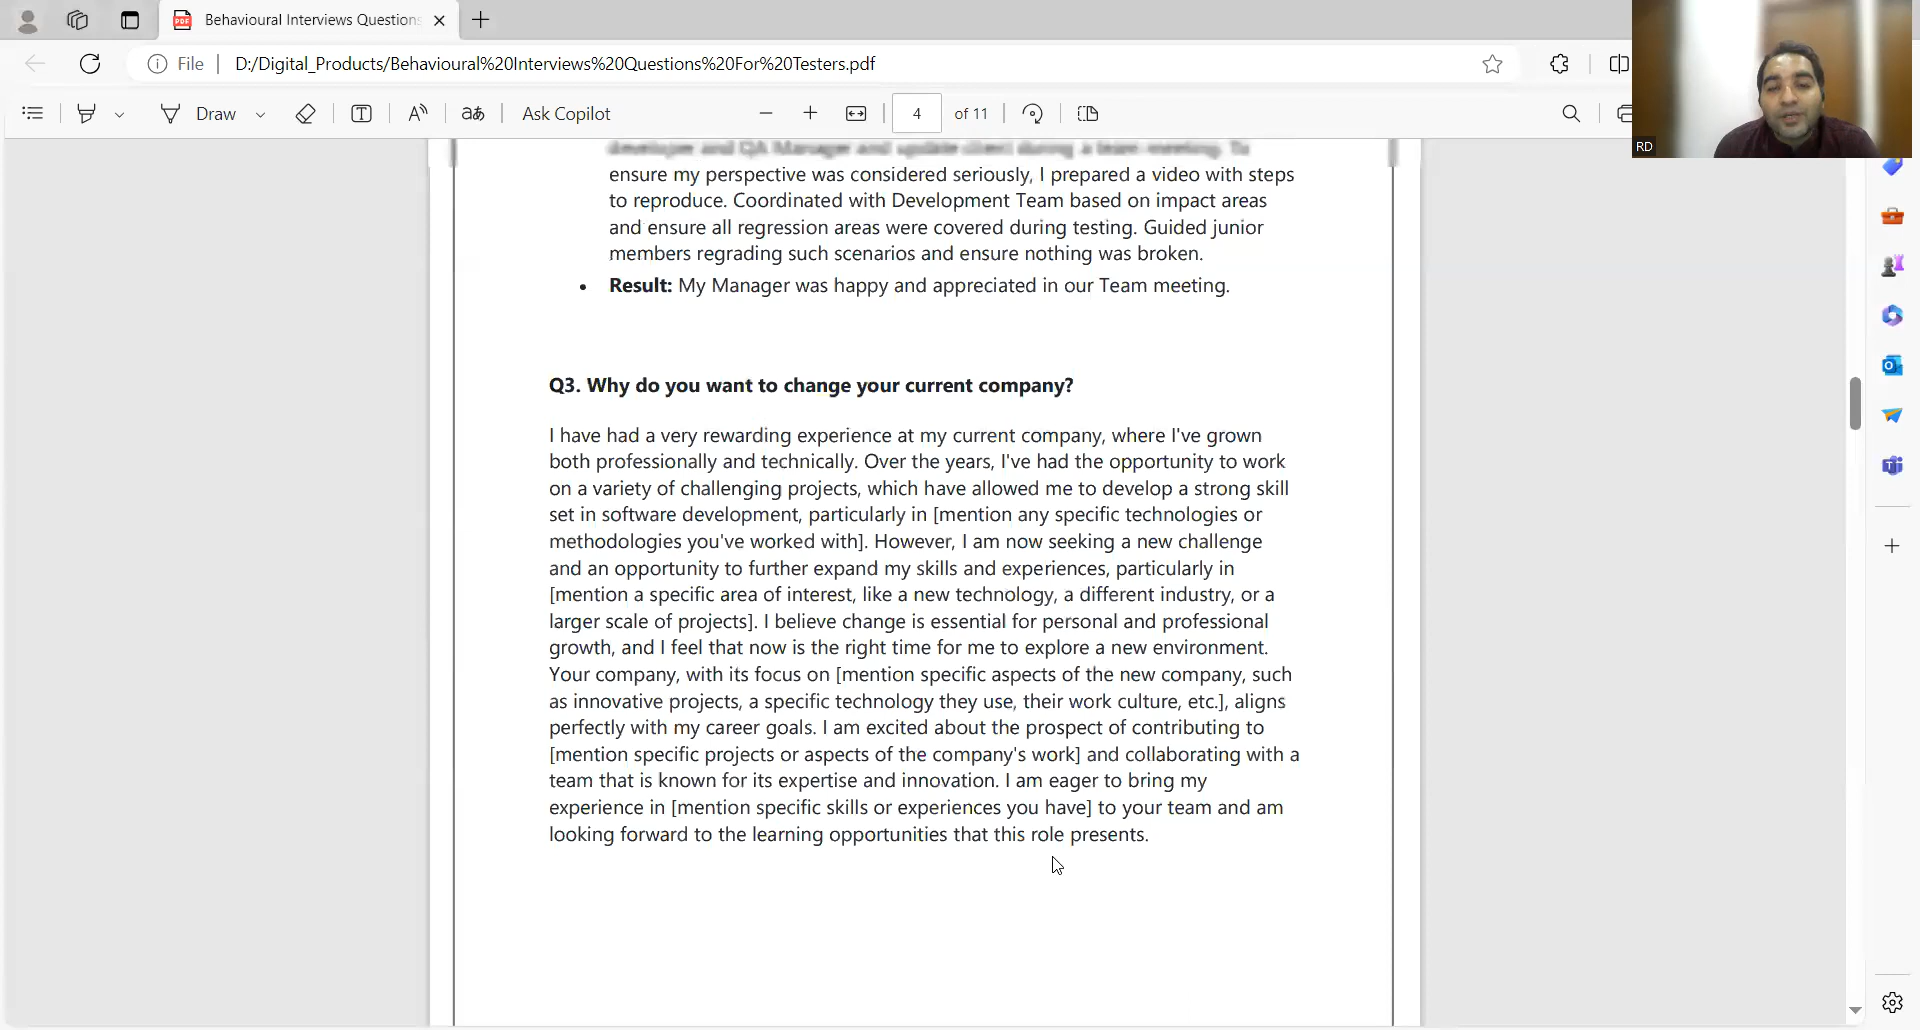 Behavioural Interviews Questions
File
D:/Digital_Products/Behavioural%20Interviews%20Questions%20For%20Testers.pdf
Draw
Ask Copilot
4
of 11
RD
developer and QA Manager and update client during a team meeting. To
ensure my perspective was considered seriously, I prepared a video with steps
to reproduce. Coordinated with Development Team based on impact areas
and ensure all regression areas were covered during testing. Guided junior
members regrading such scenarios and ensure nothing was broken.
• Result: My Manager was happy and appreciated in our Team meeting.
Q3. Why do you want to change your current company?
I have had a very rewarding experience at my current company, where I've grown
both professionally and technically. Over the years, I've had the opportunity to work
on a variety of challenging projects, which have allowed me to develop a strong skill
set in software development, particularly in [mention any specific technologies or
methodologies you've worked with]. However, I am now seeking a new challenge
and an opportunity to further expand my skills and experiences, particularly in
[mention a specific area of interest, like a new technology, a different industry, or a
larger scale of projects]. I believe change is essential for personal and professional
growth, and I feel that now is the right time for me to explore a new environment.
Your company, with its focus on [mention specific aspects of the new company, such
as innovative projects, a specific technology they use, their work culture, etc.], aligns
perfectly with my career goals. I am excited about the prospect of contributing to
[mention specific projects or aspects of the company's work] and collaborating with a
team that is known for its expertise and innovation. I am eager to bring my
experience in [mention specific skills or experiences you have] to your team and am
looking forward to the learning opportunities that this role presents.